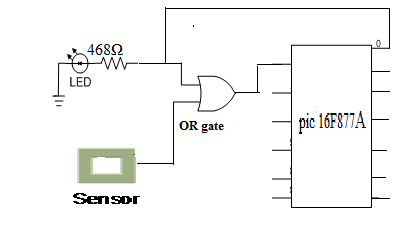 0
468Ω
LED
pic 16F877A
OR gate
Sensor